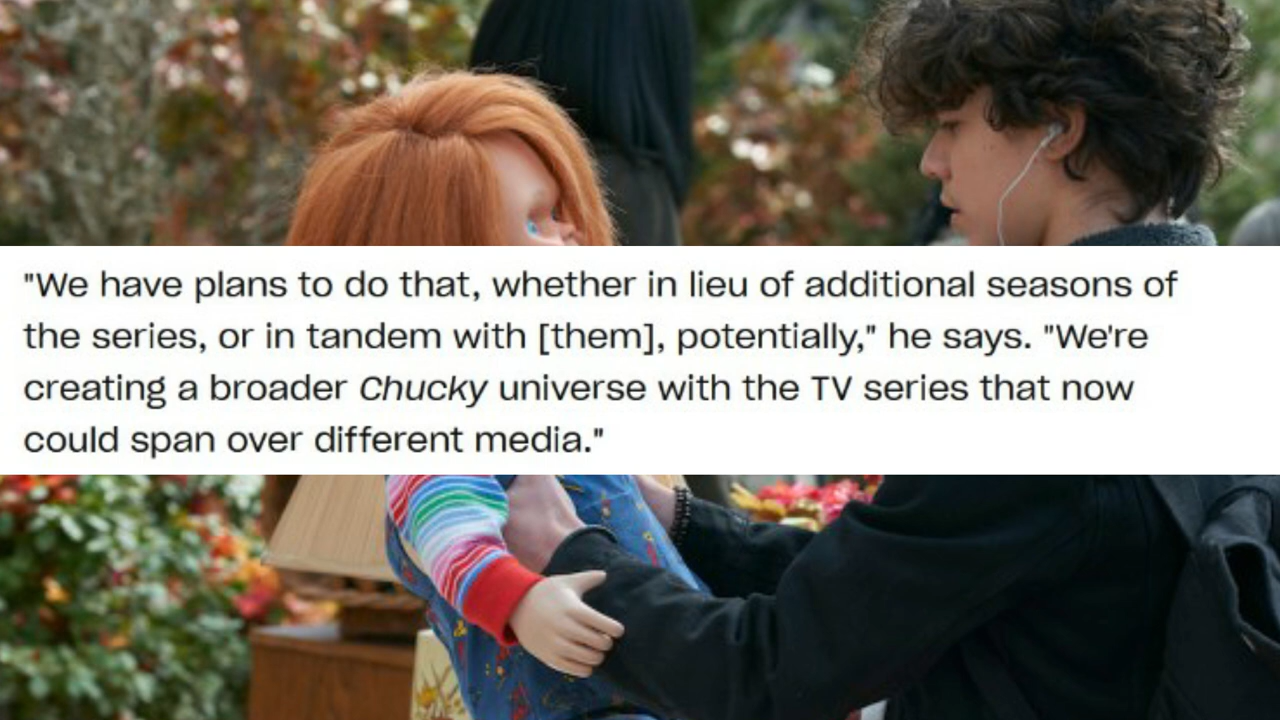 "We have plans to do that, whether in lieu of additional seasons of
the series, or in tandem with [them], potentially," he says. "We're
creating a broader Chucky universe with the TV series that now
could span over different media."